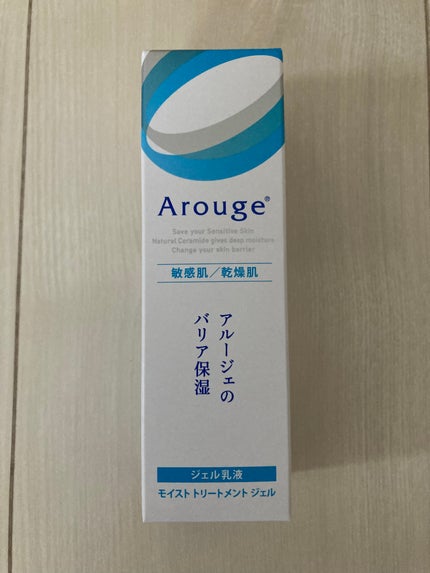 Arouge®
Save your Sensitive Skin
Natural Ceramide gives deep moisture
Change your skin barrier
敏感肌／乾燥肌
アルージェの
バリア保湿
ジェル乳液
モイスト トリートメント ジェル